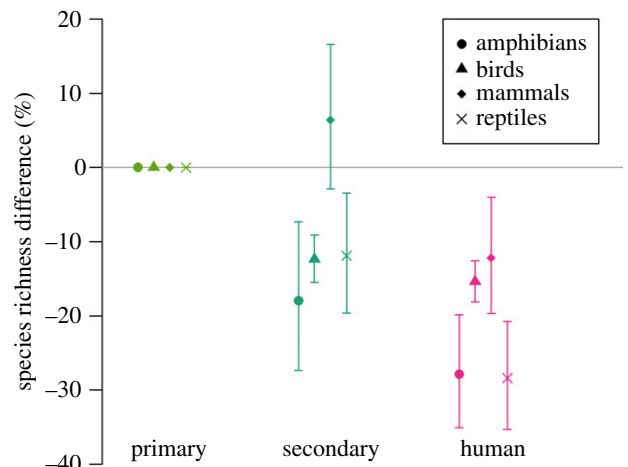 20
10
0
−10
−20
−30
−40
species richness difference (%)
amphibians
birds
mammals
reptiles
primary
secondary
human